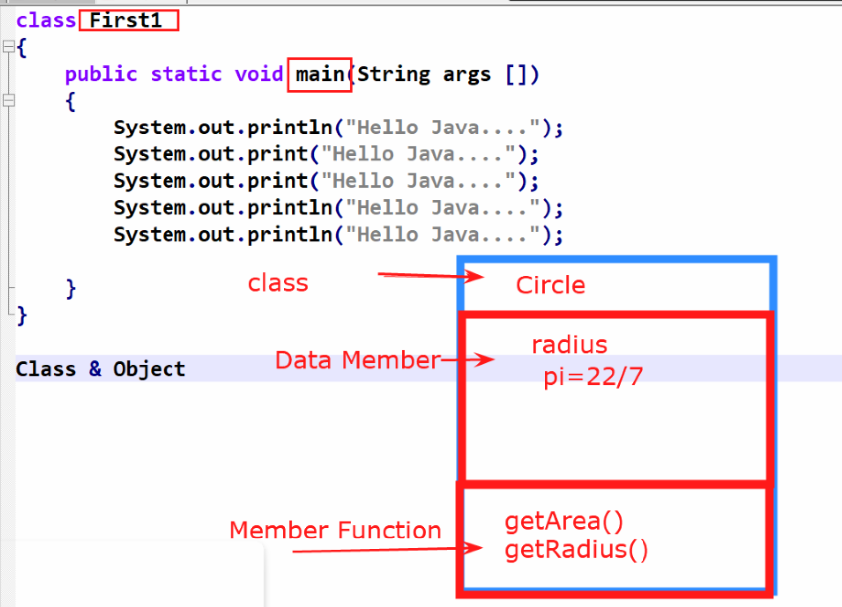 class First1
{
    public static void main(String args [])
    {
        System.out.println("Hello Java....");
        System.out.print("Hello Java....");
        System.out.print("Hello Java....");
        System.out.println("Hello Java....");
        System.out.println("Hello Java....");
    }
}
class
Circle
Data Member
radius
pi=22/7
Class & Object
Member Function
getArea()
getRadius()